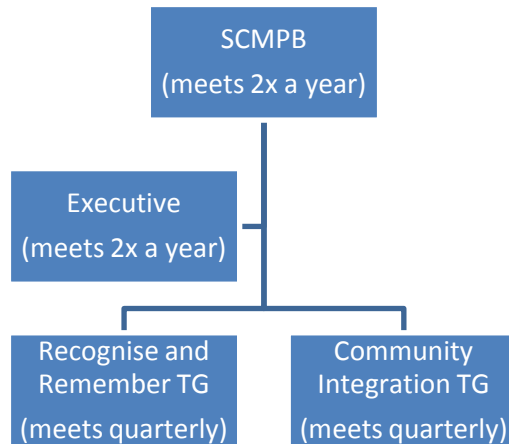 SCMPB
(meets 2x a year)
Executive
(meets 2x a year)
Recognise and
Remember TG
(meets quarterly)
Community
Integration TG
(meets quarterly)